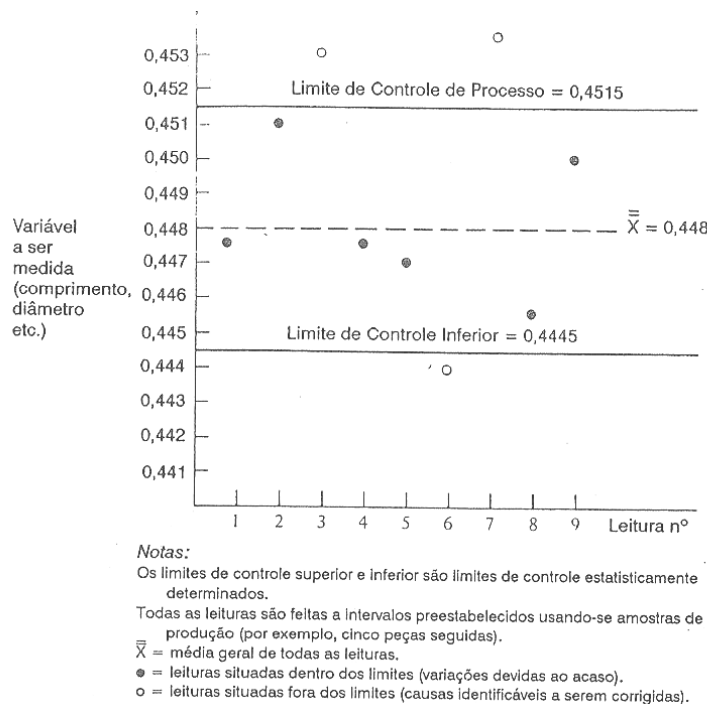 0,453
0,452
Limite de Controle de Processo = 0,4515
0,451
0,450
0,449
Variável
a ser
medida
(comprimento,
diâmetro
etc.)
0,448
X = 0,448
0,447
0,446
0,445
Limite de Controle Inferior = 0,4445
0,444
0,442
0,441
1 2 3 4 5 6 7 8 9 Leitura nº
Notas:
Os limites de controle superior e inferior são limites de controle estatisticamente
determinados.
Todas as leituras são feitas a intervalos preestabelecidos usando-se amostras de
produção (por exemplo, cinco peças seguidas).
X = média geral de todas as leituras.
● = leituras situadas dentro dos limites (variações devidas ao acaso).
○ = leituras situadas fora dos limites (causas identificáveis a serem corrigidas).